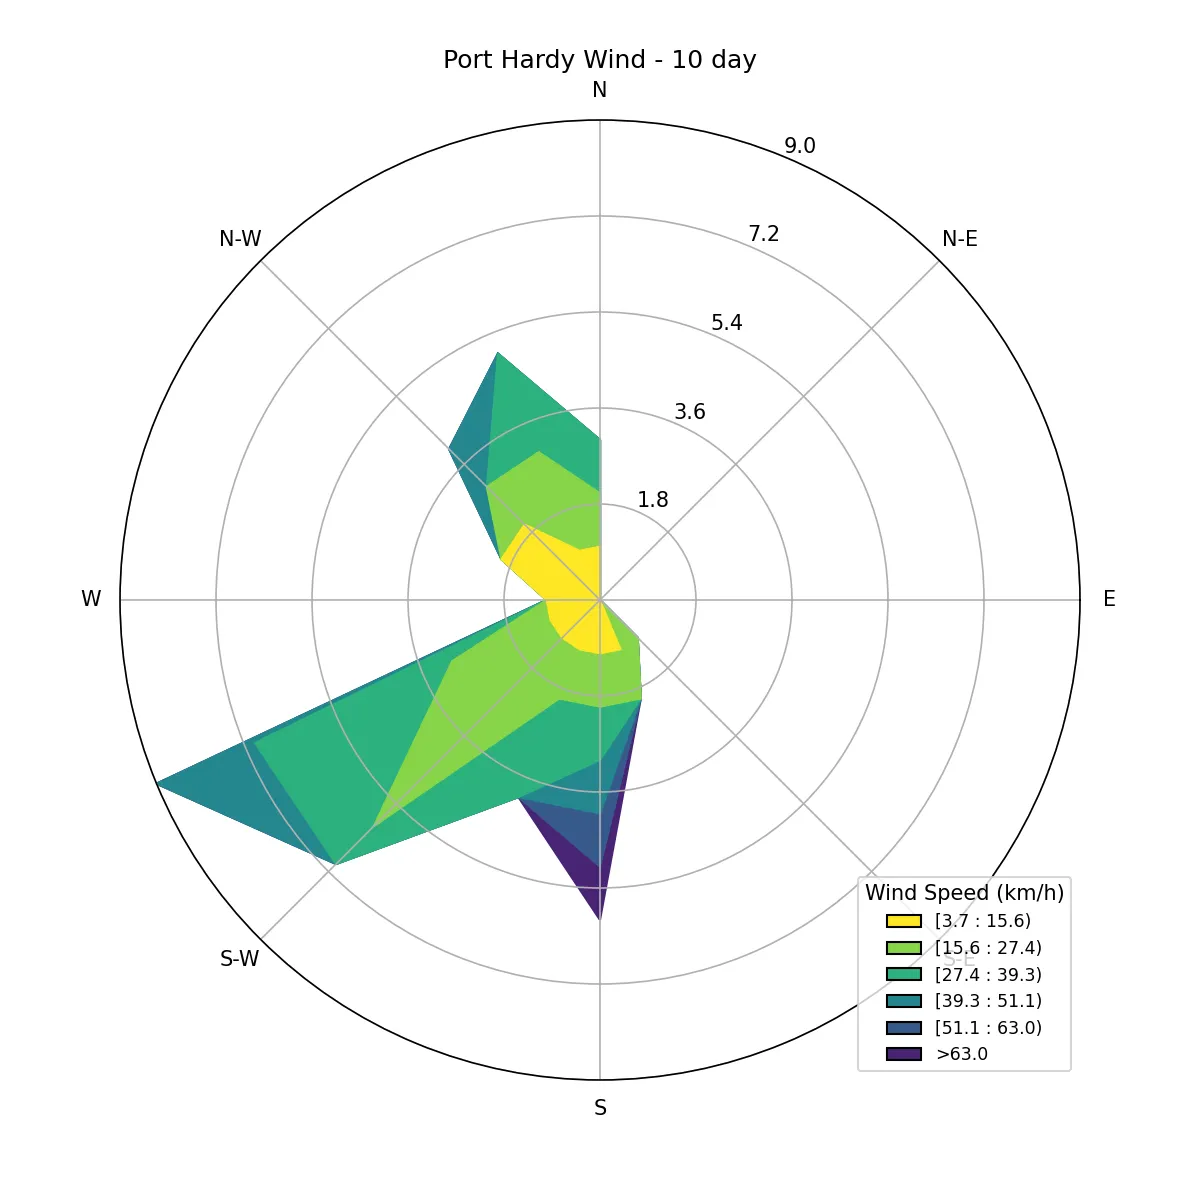 Port Hardy Wind - 10 day
N
9.0
N-W
7.2
N-E
5.4
3.6
1.8
W
E
Wind Speed (km/h)
[3.7 : 15.6)
[15.6 : 27.4)
S-W
S-E
[27.4 : 39.3)
[39.3 : 51.1)
[51.1 : 63.0)
>63.0
S